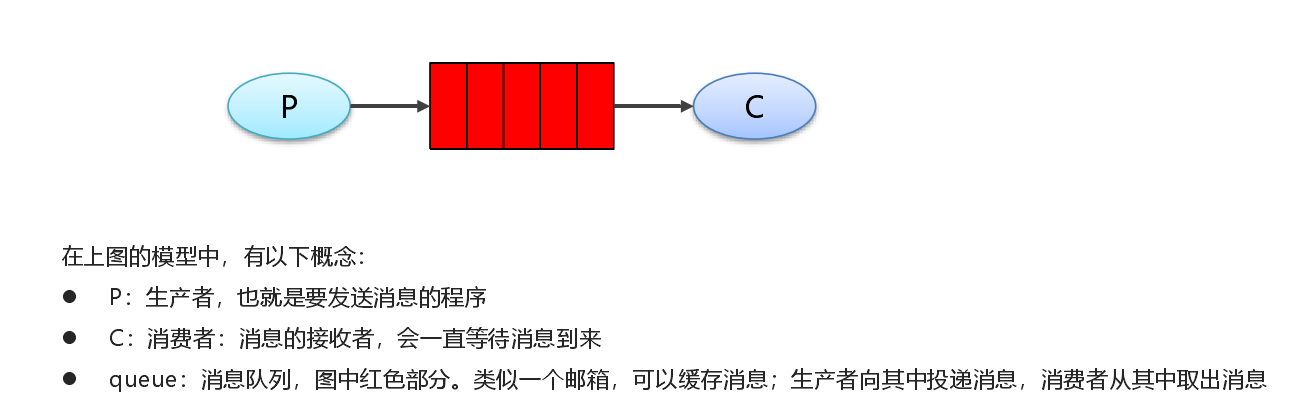 P
C
在上图的模型中，有以下概念：
● P：生产者，也就是要发送消息的程序
● C：消费者：消息的接收者，会一直等待消息到来
● queue：消息队列，图中红色部分。类似一个邮箱，可以缓存消息；生产者向其中投递消息，消费者从其中取出消息